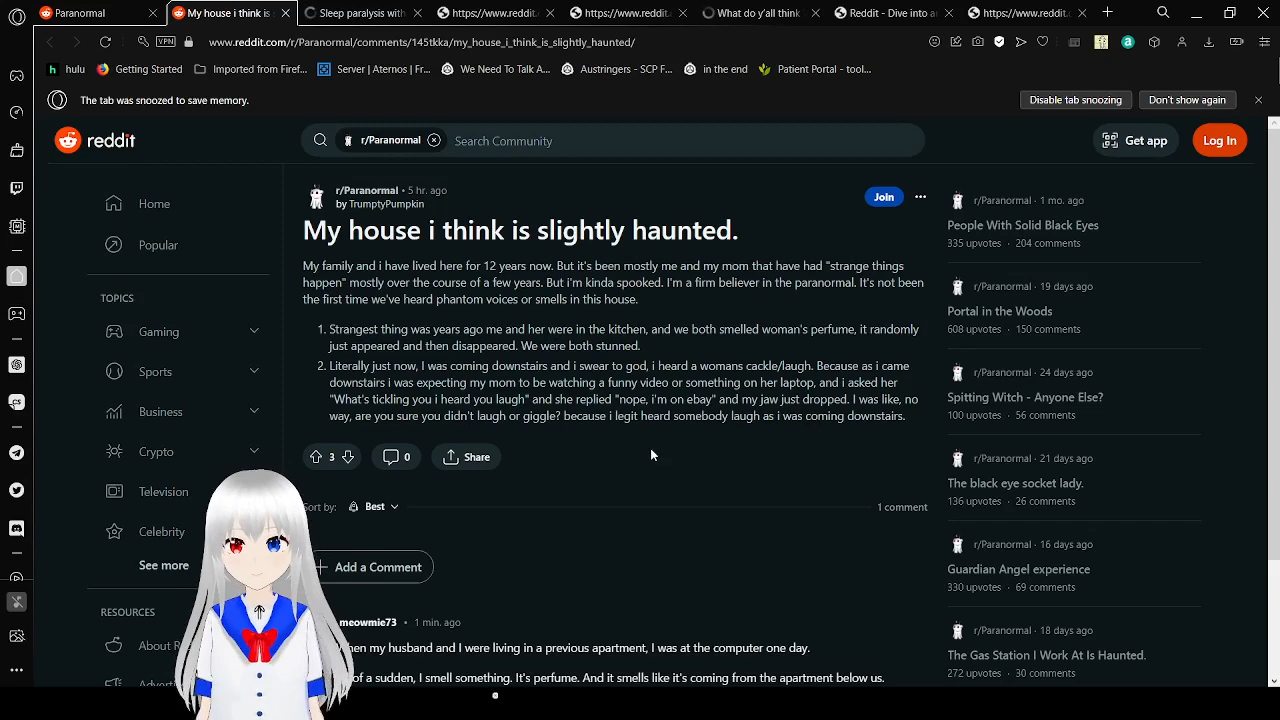 Paranormal
My house i think is
Sleep paralysis with
https://www.reddit.
https://www.reddit.
What do y'all think
Reddit - Dive into an
https://www.reddit.c
VPN
www.reddit.com/r/Paranormal/comments/145tkka/my_house_i_think_is_slightly_haunted/
hulu
Getting Started
Imported from Firef...
Server | Aternos | Fr...
We Need To Talk A...
Austringers - SCP F...
in the end
Patient Portal - tool...
The tab was snoozed to save memory.
Disable tab snoozing
Don't show again
reddit
r/Paranormal
Search Community
Get app
Log In
Home
Popular
TOPICS
Gaming
Sports
Business
Crypto
Television
Celebrity
See more
RESOURCES
About Re
Adverti
r/Paranormal • 5 hr. ago
by TrumptyPumpkin
Join
My house i think is slightly haunted.
My family and i have lived here for 12 years now. But it's been mostly me and my mom that have had "strange things
happen" mostly over the course of a few years. But i'm kinda spooked. I'm a firm believer in the paranormal. It's not been
the first time we've heard phantom voices or smells in this house.
1. Strangest thing was years ago me and her were in the kitchen, and we both smelled woman's perfume, it randomly
just appeared and then disappeared. We were both stunned.
2. Literally just now, I was coming downstairs and i swear to god, i heard a womans cackle/laugh. Because as i came
downstairs i was expecting my mom to be watching a funny video or something on her laptop, and i asked her
"What's tickling you i heard you laugh" and she replied "nope, i'm on ebay" and my jaw just dropped. I was like, no
way, are you sure you didn't laugh or giggle? because i legit heard somebody laugh as i was coming downstairs.
3
0
Share
Sort by:
Best
1 comment
Add a Comment
meowmie73 • 1 min. ago
hen my husband and I were living in a previous apartment, I was at the computer one day.
f a sudden, I smell something. It's perfume. And it smells like it's coming from the apartment below us.
r/Paranormal • 1 mo. ago
People With Solid Black Eyes
335 upvotes • 204 comments
r/Paranormal • 19 days ago
Portal in the Woods
608 upvotes • 150 comments
r/Paranormal • 24 days ago
Spitting Witch - Anyone Else?
100 upvotes • 56 comments
r/Paranormal • 21 days ago
The black eye socket lady.
136 upvotes • 26 comments
r/Paranormal • 16 days ago
Guardian Angel experience
330 upvotes • 69 comments
r/Paranormal • 18 days ago
The Gas Station I Work At Is Haunted.
272 upvotes • 30 comments